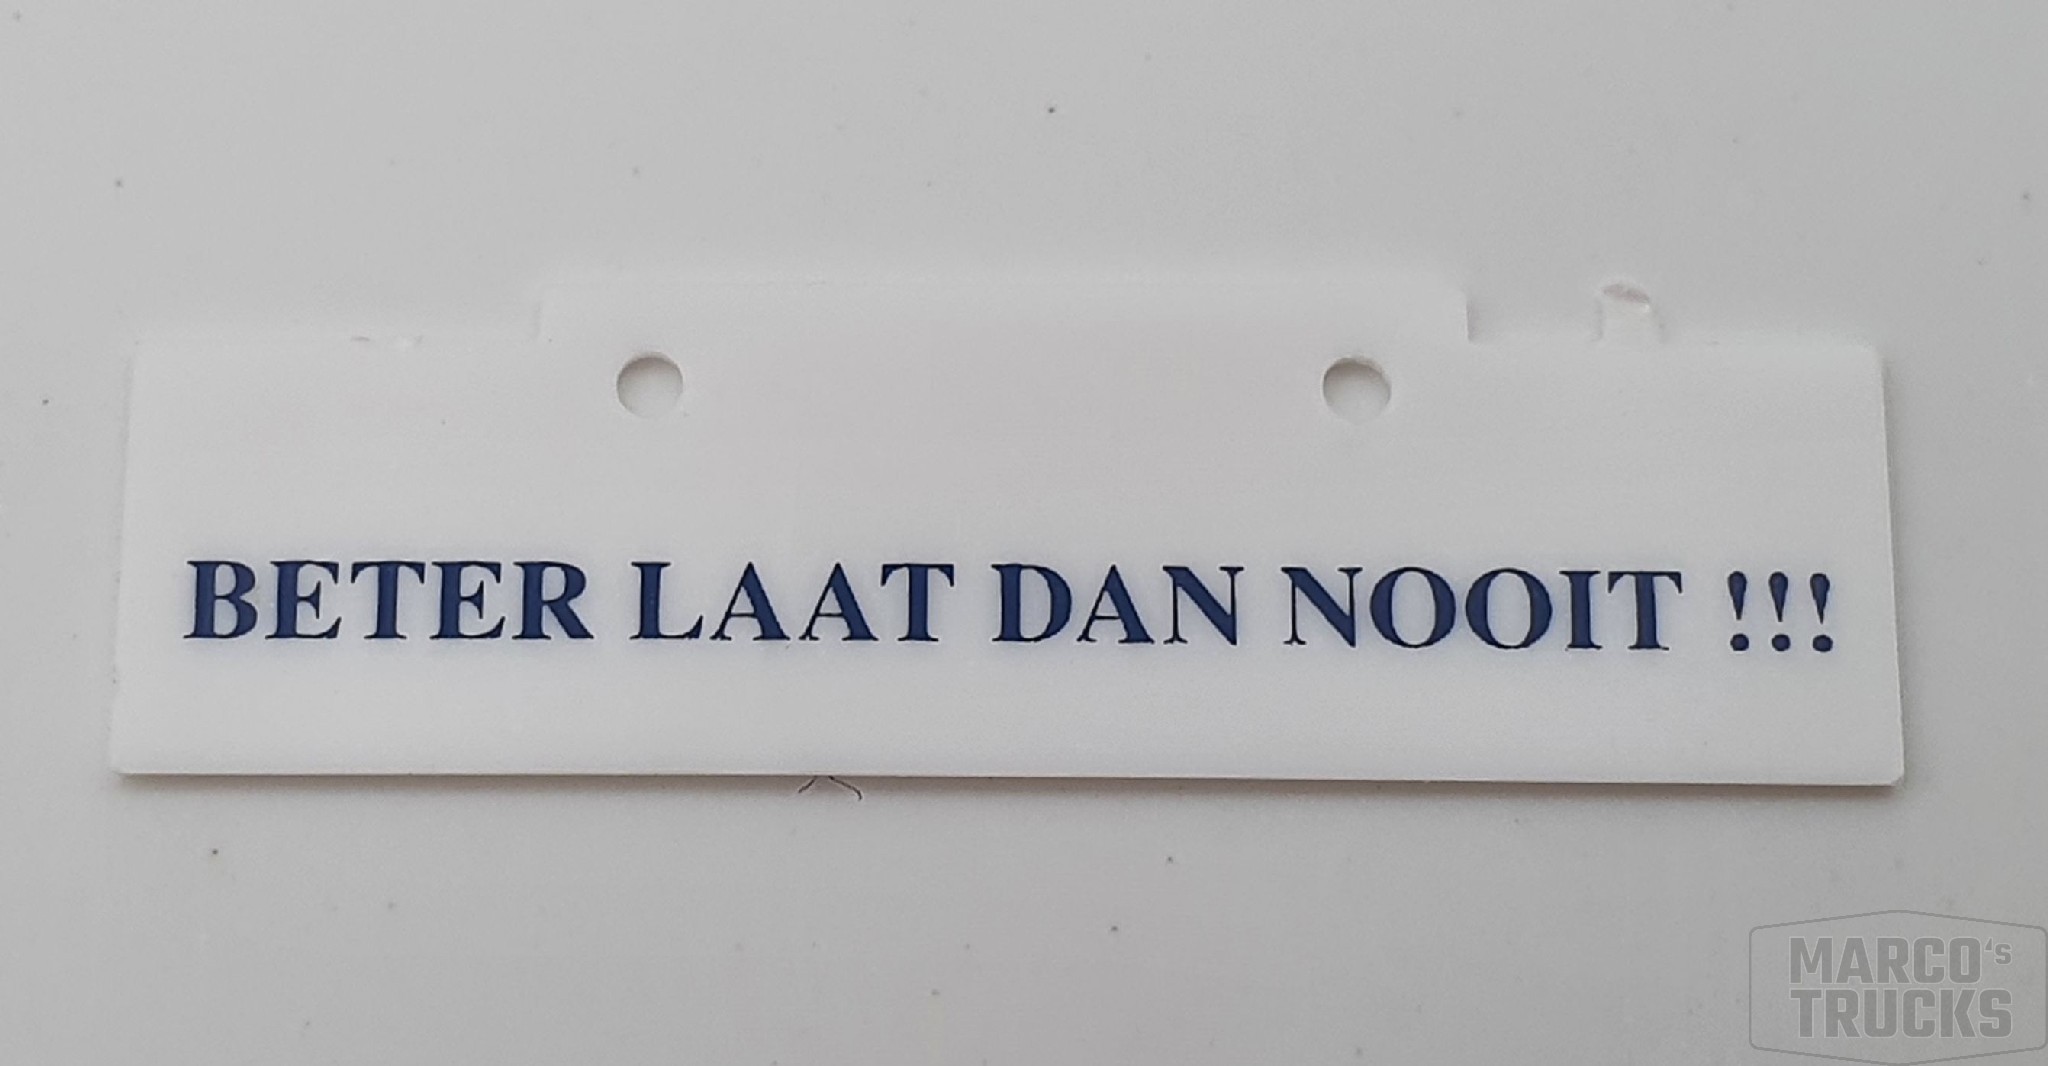 BETER LAAT DAN NOOIT !!!
MARCO's
TRUCKS